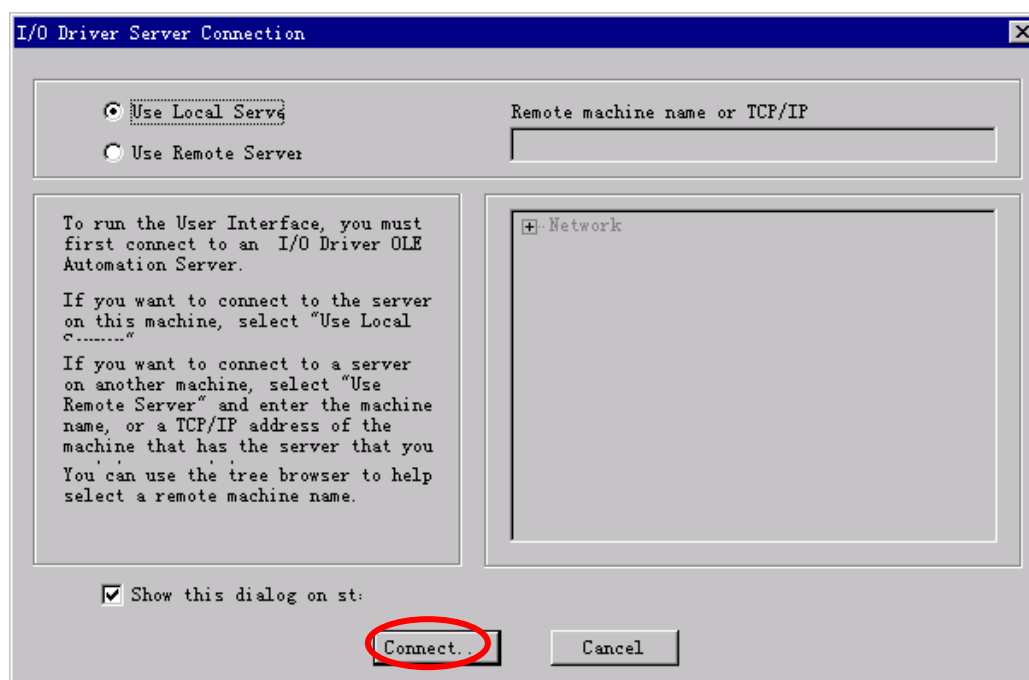 I/O Driver Server Connection
Use Local Serve
Remote machine name or TCP/IP
Use Remote Server
To run the User Interface, you must
first connect to an I/O Driver OLE
Automation Server.
If you want to connect to the server
on this machine, select "Use Local
If you want to connect to a server
on another machine, select "Use
Remote Server" and enter the machine
name, or a TCP/IP address of the
machine that has the server that you
You can use the tree browser to help
select a remote machine name.
Network
Show this dialog on st
Connect..
Cancel